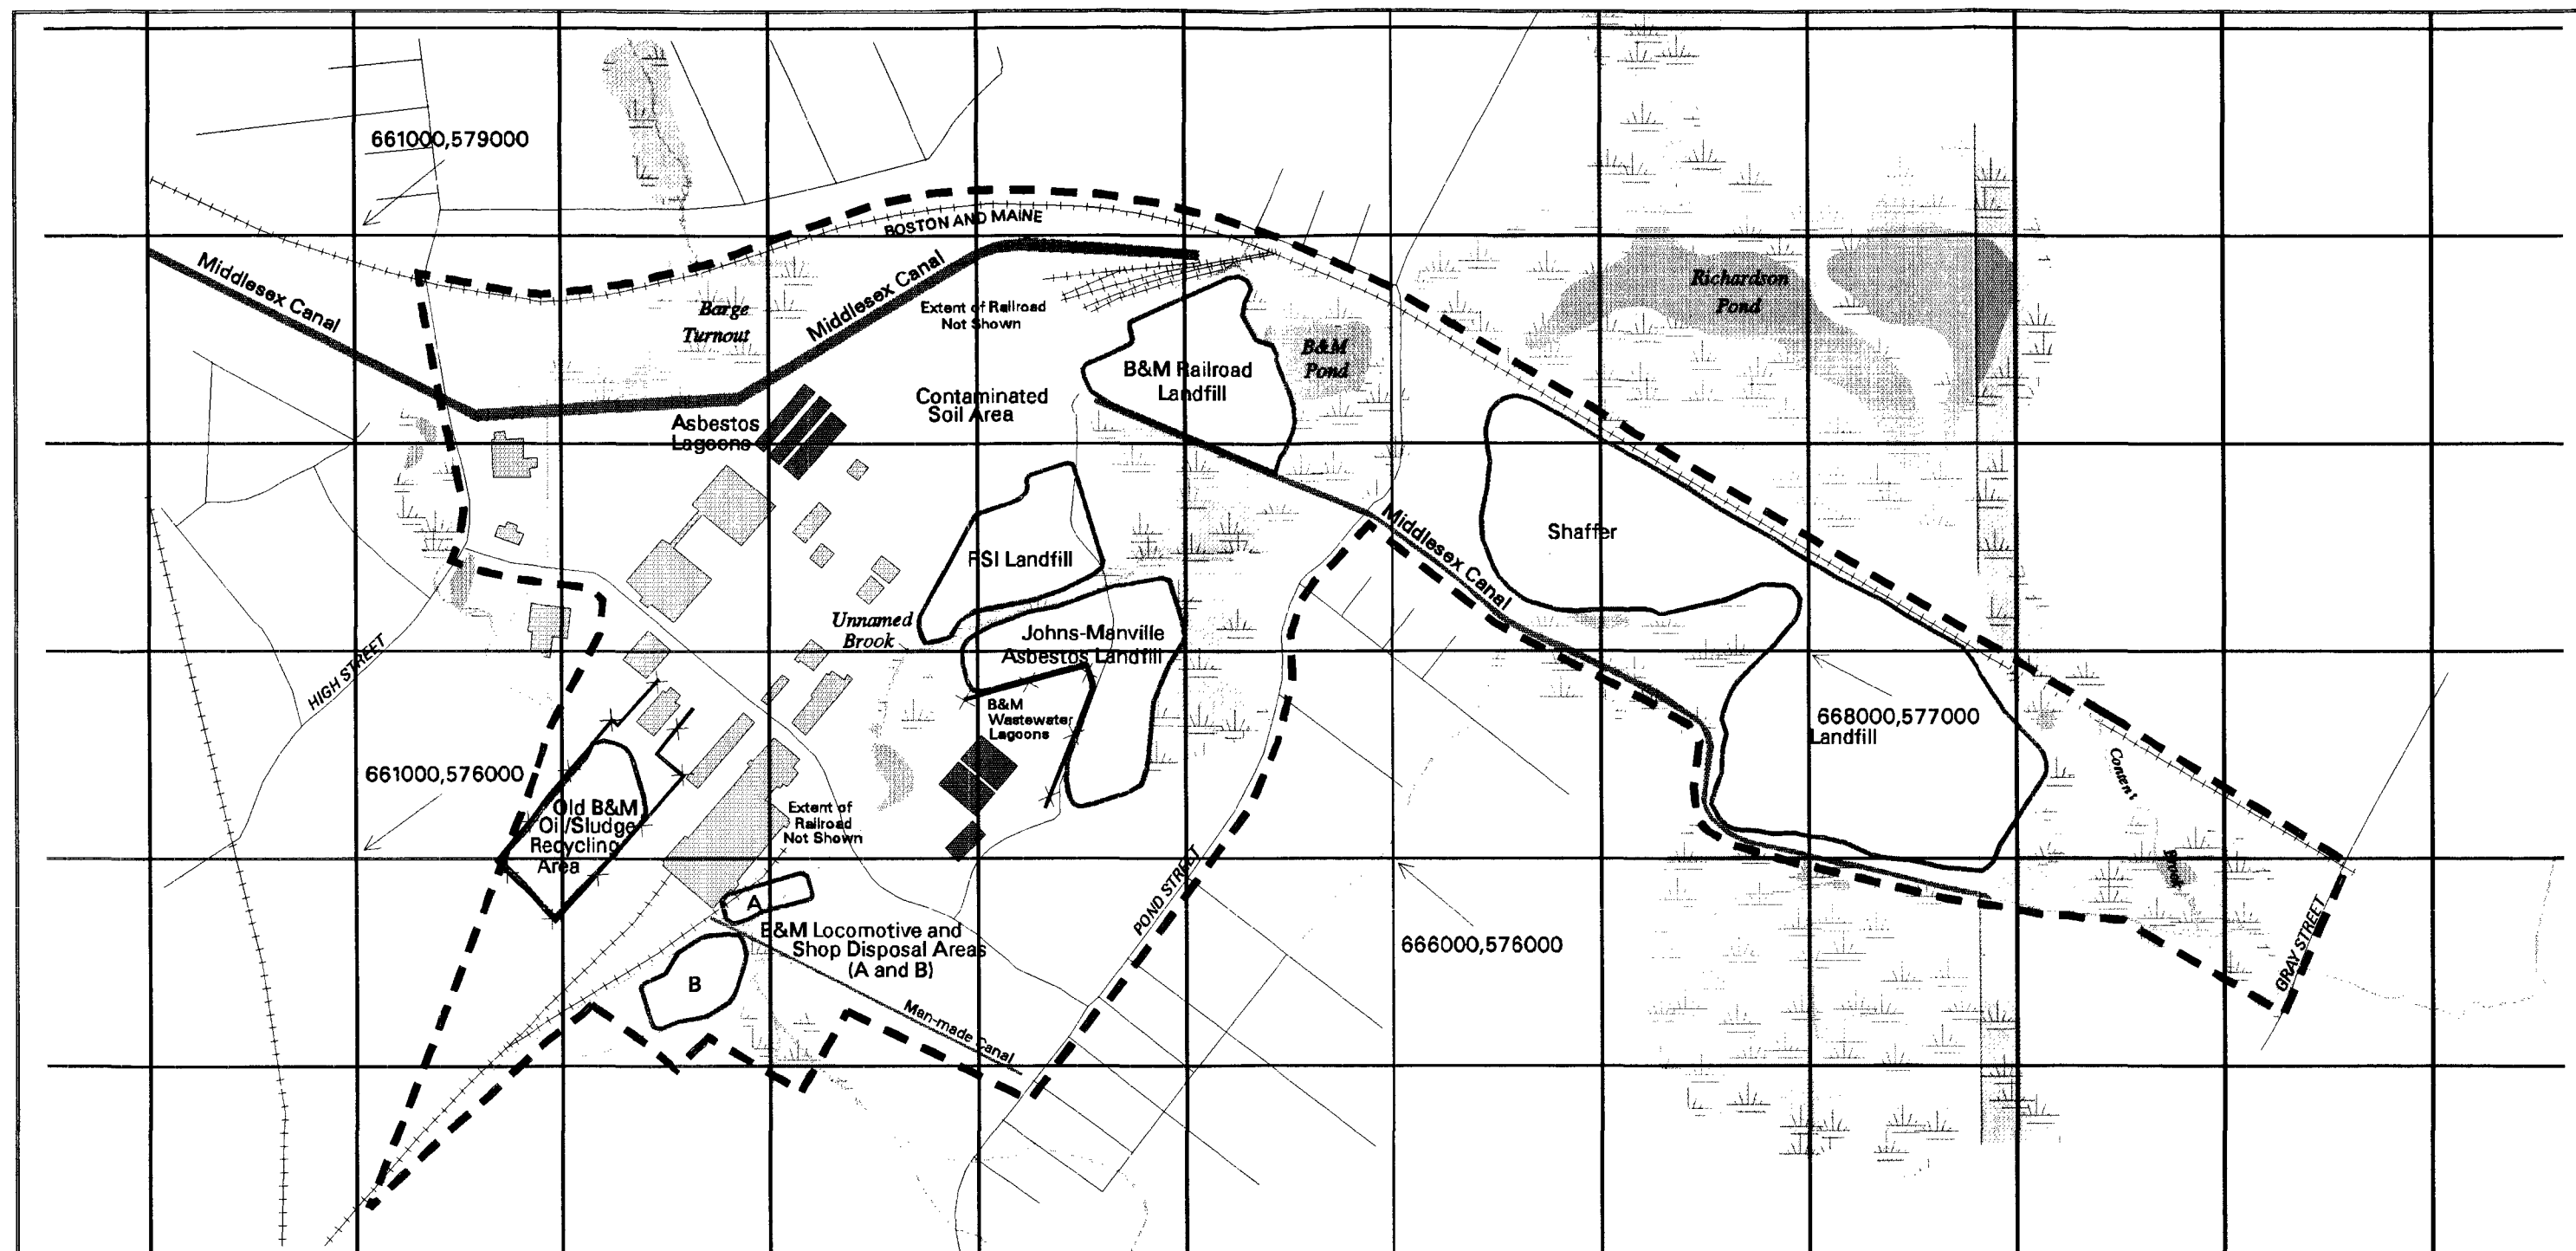 661000,579000
BOSTON AND MAINE
Middlesex Canal
Middlesex Canal
Barge
Turnout
Extent of Railroad
Not Shown
Richardson
Pond
B&M
Pond
B&M Railroad
Landfill
Contaminated
Soil Area
Asbestos
Lagoons
Middlesex Canal
Shaffer
RSI Landfill
Unnamed
Brook
Johns-Manville
Asbestos Landfill
HIGH STREET
B&M
Wastewater
Lagoons
668000,577000
Landfill
661000,576000
Content
Brook
Old B&M
Oil/Sludge
Recycling
Area
Extent of
Railroad
Not Shown
POND STREET
A
B&M Locomotive and
Shop Disposal Areas
(A and B)
B
666000,576000
GRAY STREET
Man-made Canal